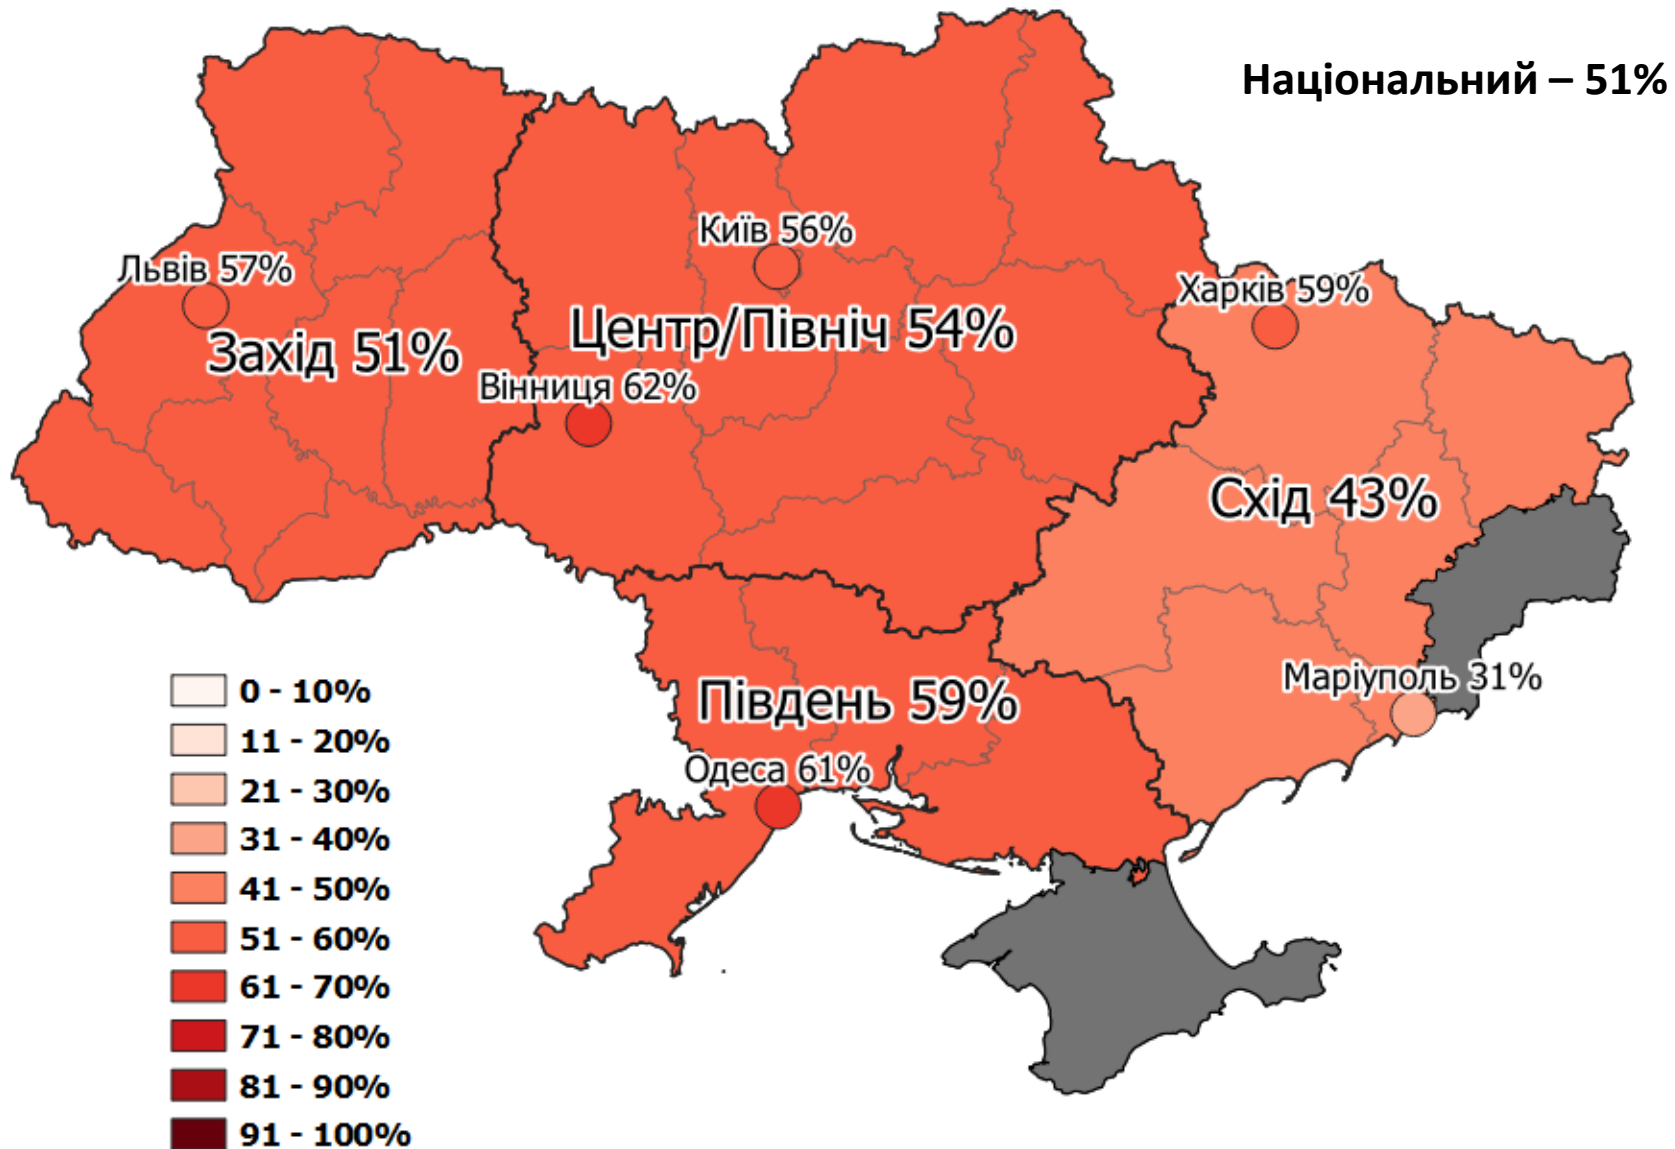 Національний – 51%
Київ 56%
Львів 57%
Харків 59%
Центр/Північ 54%
Захід 51%
Вінниця 62%
Схід 43%
Маріуполь 31%
Південь 59%
Одеса 61%
0 - 10%
11 - 20%
21 - 30%
31 - 40%
41 - 50%
51 - 60%
61 - 70%
71 - 80%
81 - 90%
91 - 100%